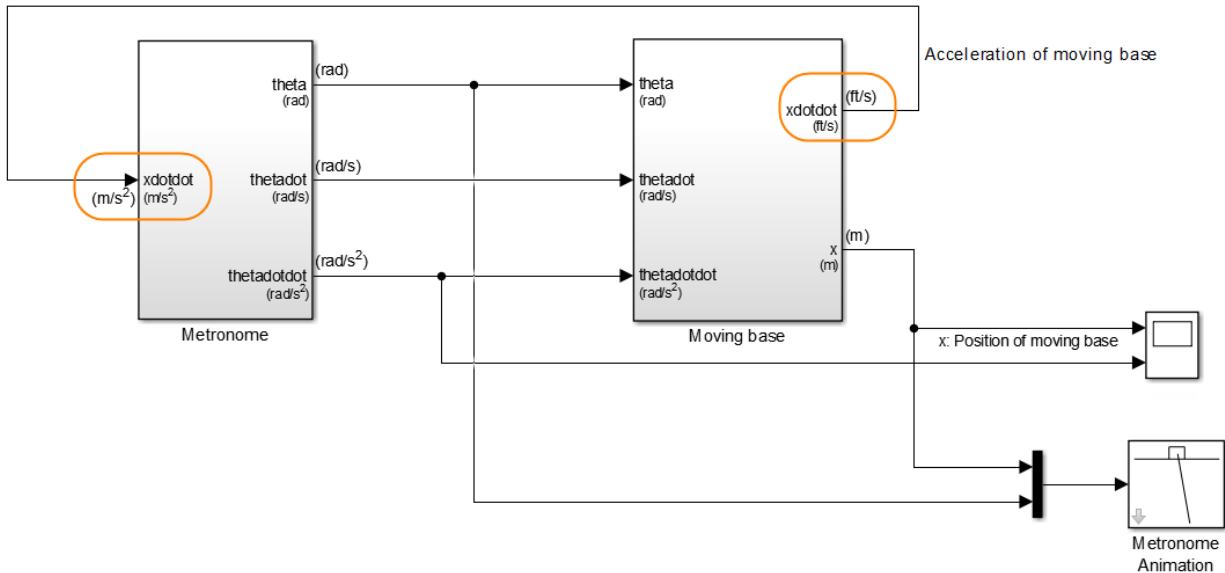 Acceleration of moving base
(rad)
theta
(rad)
theta
(rad)
(ft/s)
xdotdot
(ft/s)
xdotdot
(m/s²)
(m/s²)
(rad/s)
thetadot
(rad/s)
thetadot
(rad/s)
(m)
x
(m)
(rad/s²)
thetadotdot
(rad/s²)
thetadotdot
(rad/s²)
Metronome
Moving base
x: Position of moving base
Metronome
Animation